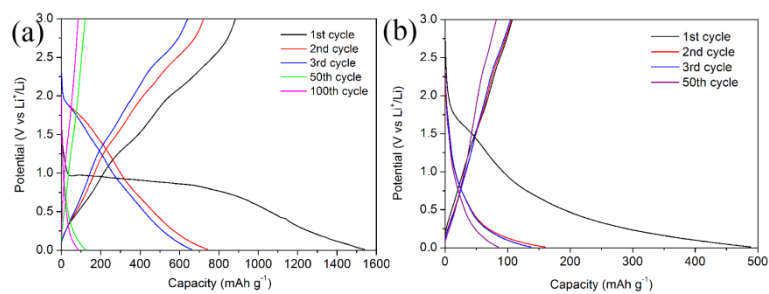 (a)
Potential (V vs Li⁺/Li)
3.0
2.5
2.0
1.5
1.0
0.5
0.0
1st cycle
2nd cycle
3rd cycle
50th cycle
100th cycle
0 200 400 600 800 1000 1200 1400 1600
Capacity (mAh g⁻¹)
(b)
Potential (V vs Li⁺/Li)
3.0
2.5
2.0
1.5
1.0
0.5
0.0
1st cycle
2nd cycle
3rd cycle
50th cycle
0 100 200 300 400 500
Capacity (mAh g⁻¹)